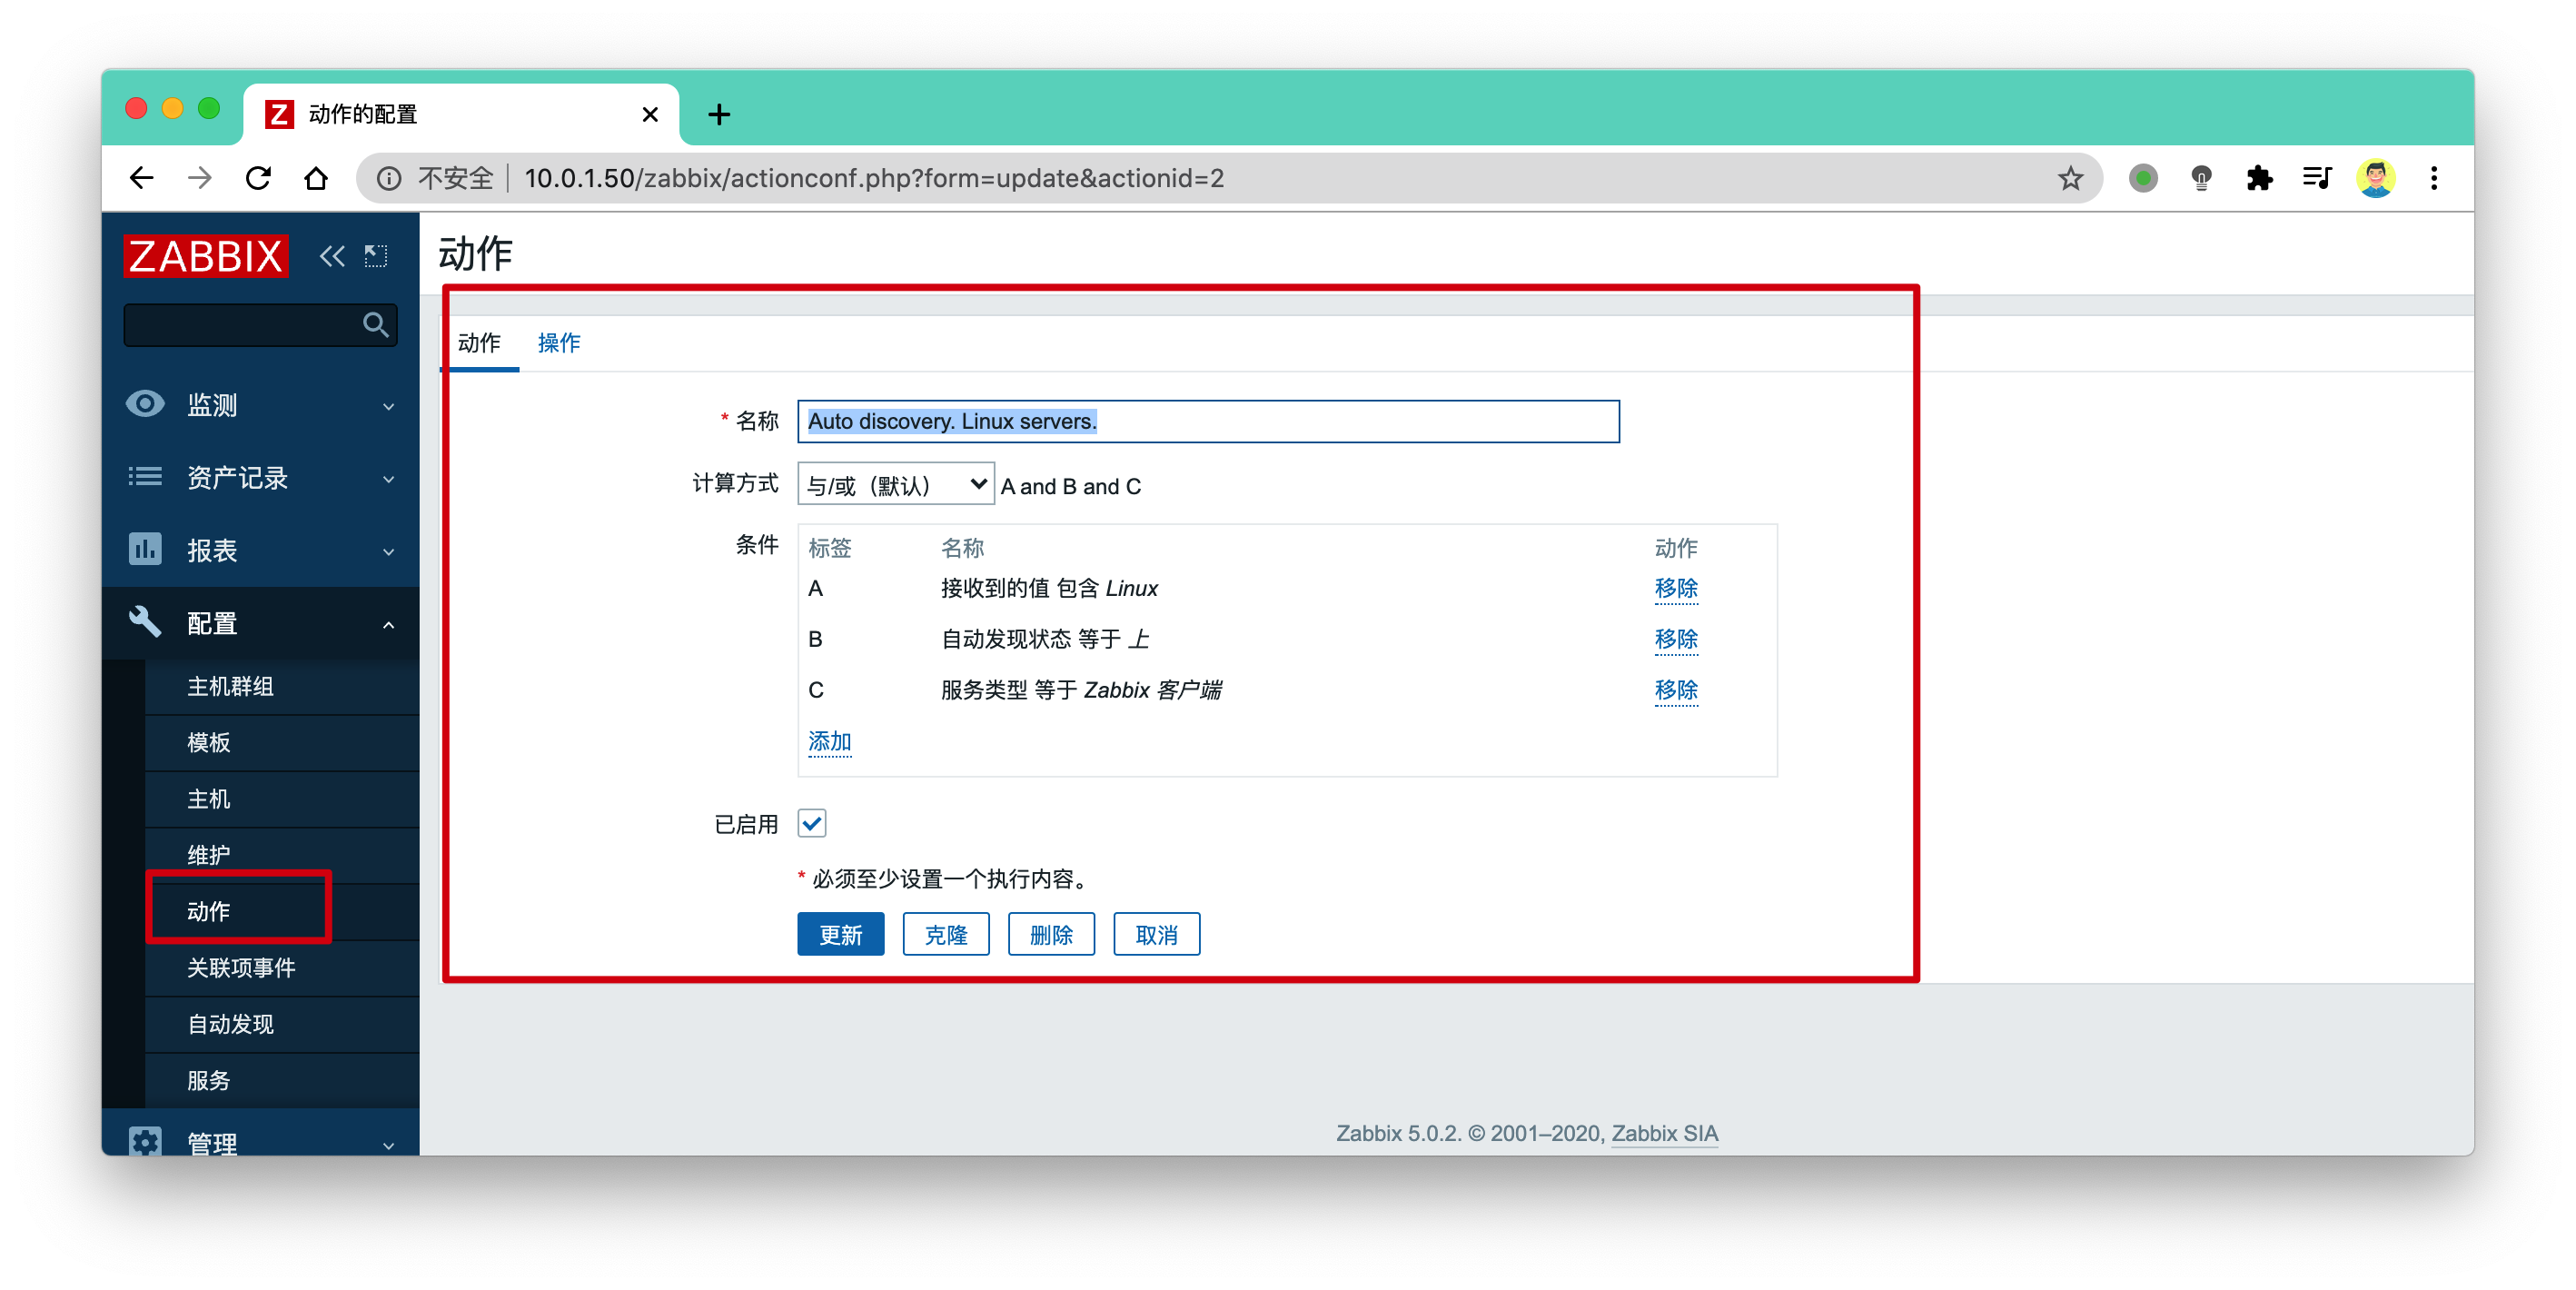 动作的配置
不安全 10.0.1.50/zabbix/actionconf.php?form=update&actionid=2
ZABBIX
监测
资产记录
报表
配置
主机群组
模板
主机
维护
动作
关联项事件
自动发现
服务
管理
动作
动作 操作
* 名称 Auto discovery. Linux servers.
计算方式 与/或（默认） A and B and C
条件 标签 名称 动作
A 接收到的值 包含 Linux 移除
B 自动发现状态 等于 上 移除
C 服务类型 等于 Zabbix 客户端 移除
添加
已启用
* 必须至少设置一个执行内容。
更新 克隆 删除 取消
Zabbix 5.0.2. © 2001–2020, Zabbix SIA